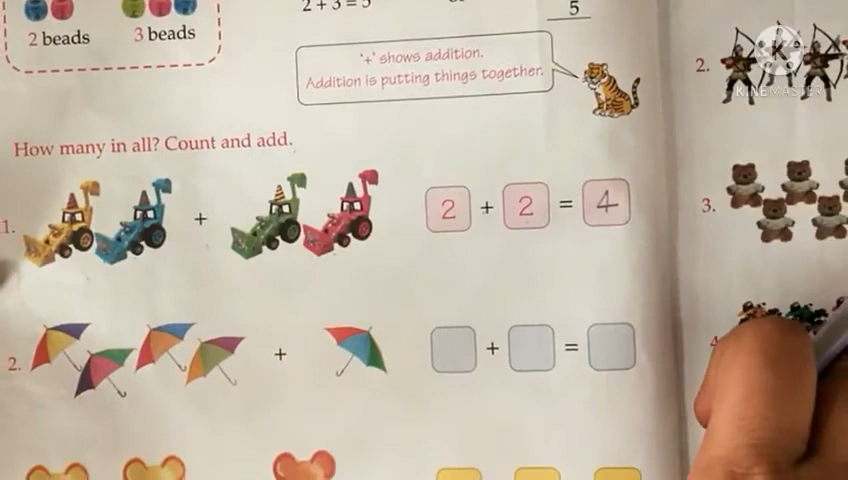 2 + 3 = 5
5
2 beads 3 beads
'+' shows addition.
Addition is putting things together.
2.
KINEMASTER
How many in all? Count and add.
1. + 2 + 2 = 4
3.
2. + + =
4